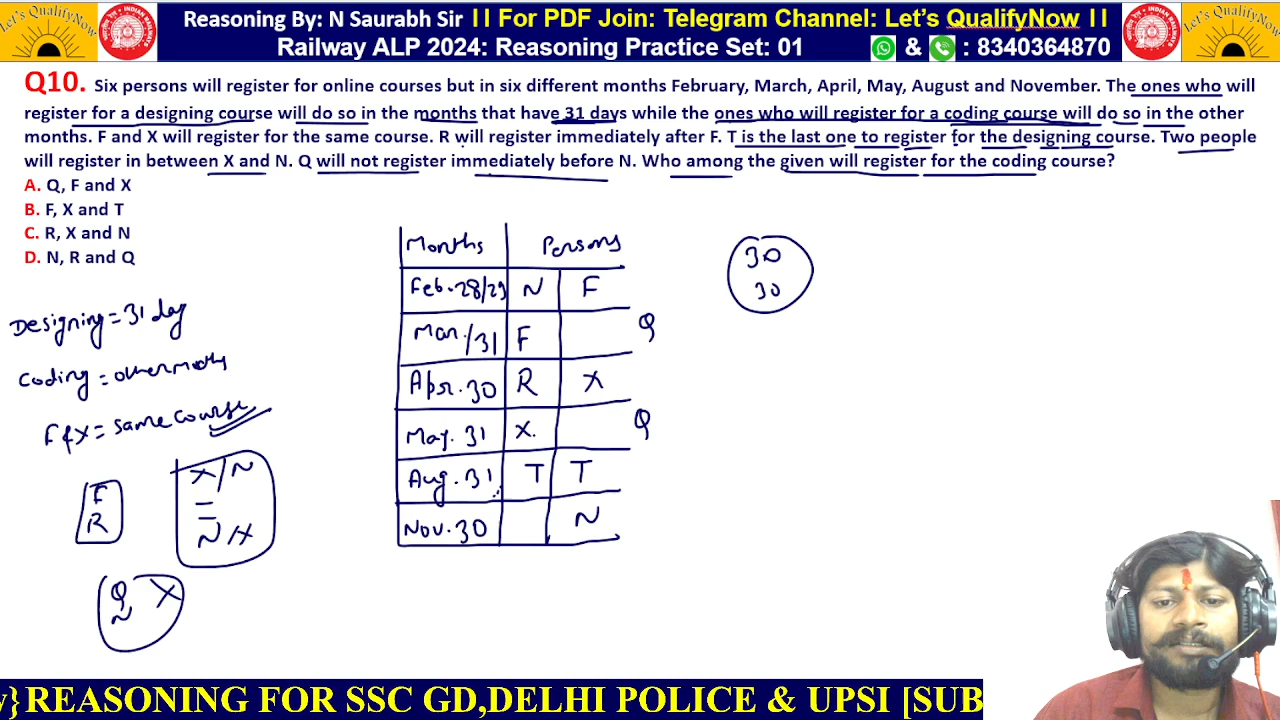 Reasoning By: N Saurabh Sir II For PDF Join: Telegram Channel: Let's QualifyNow II
Railway ALP 2024: Reasoning Practice Set: 01 & : 8340364870
Let's QualifyNow
INDIAN RAILWAYS
INDIAN RAILWAYS
Let's QualifyNow
Q10. Six persons will register for online courses but in six different months February, March, April, May, August and November. The ones who will
register for a designing course will do so in the months that have 31 days while the ones who will register for a coding course will do so in the other
months. F and X will register for the same course. R will register immediately after F. T is the last one to register for the designing course. Two people
will register in between X and N. Q will not register immediately before N. Who among the given will register for the coding course?
A. Q, F and X
B. F, X and T
C. R, X and N
D. N, R and Q
Designing = 31 day
Coding = other months
F & X = same course
F
R
X/N
N/X
Q X
N
Months Persons
Feb. 28/29 N F
Mar./31 F Q
Apr. 30 R X
May. 31 X. Q
Aug. 31 T T
Nov. 30 N
30
30
}REASONING FOR SSC GD,DELHI POLICE & UPSI [SUB